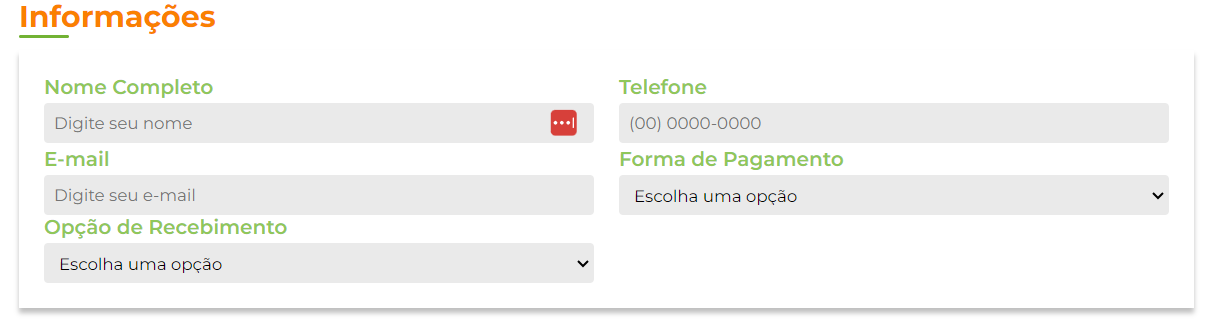 Informações
Nome Completo
Telefone
Digite seu nome
(00) 0000-0000
E-mail
Forma de Pagamento
Digite seu e-mail
Escolha uma opção
Opção de Recebimento
Escolha uma opção